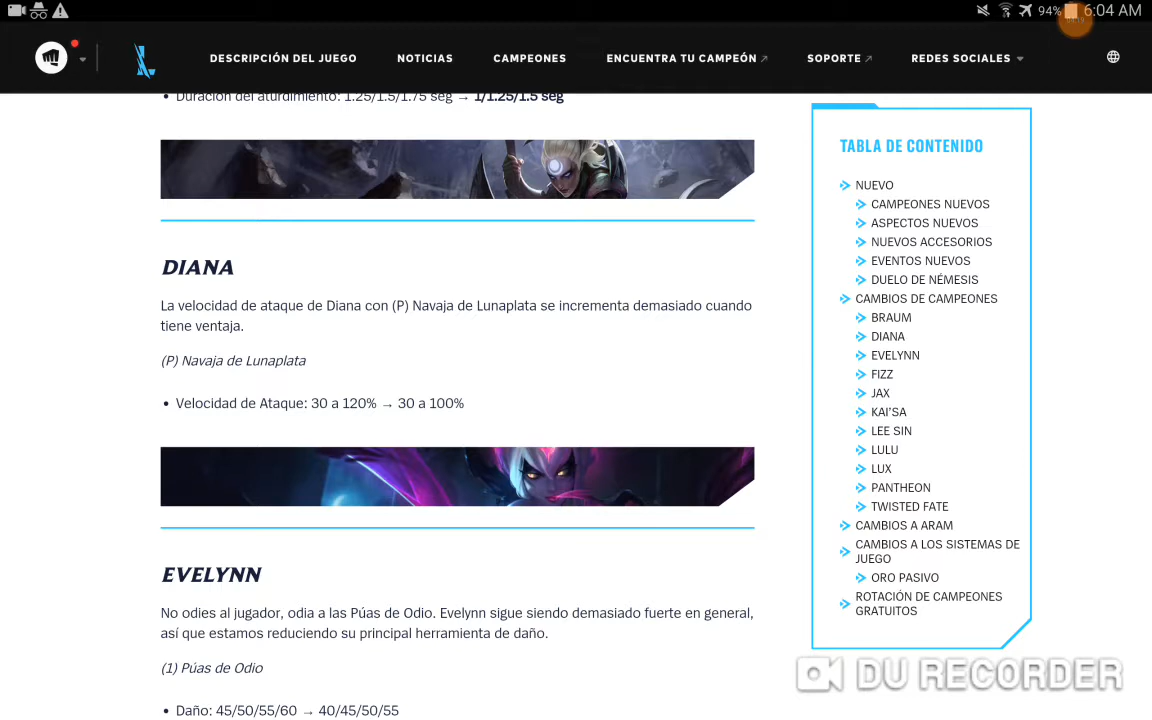 94% 6:04 AM
DESCRIPCIÓN DEL JUEGO NOTICIAS CAMPEONES ENCUENTRA TU CAMPEÓN SOPORTE REDES SOCIALES
• Duración del aturdimiento: 1.25/1.5/1.75 seg → 1/1.25/1.5 seg
DIANA
La velocidad de ataque de Diana con (P) Navaja de Lunaplata se incrementa demasiado cuando
tiene ventaja.
(P) Navaja de Lunaplata
• Velocidad de Ataque: 30 a 120% → 30 a 100%
EVELYNN
No odies al jugador, odia a las Púas de Odio. Evelynn sigue siendo demasiado fuerte en general,
así que estamos reduciendo su principal herramienta de daño.
(1) Púas de Odio
• Daño: 45/50/55/60 → 40/45/50/55
TABLA DE CONTENIDO
NUEVO
CAMPEONES NUEVOS
ASPECTOS NUEVOS
NUEVOS ACCESORIOS
EVENTOS NUEVOS
DUELO DE NÉMESIS
CAMBIOS DE CAMPEONES
BRAUM
DIANA
EVELYNN
FIZZ
JAX
KAI'SA
LEE SIN
LULU
LUX
PANTHEON
TWISTED FATE
CAMBIOS A ARAM
CAMBIOS A LOS SISTEMAS DE
JUEGO
ORO PASIVO
ROTACIÓN DE CAMPEONES
GRATUITOS
DU RECORDER